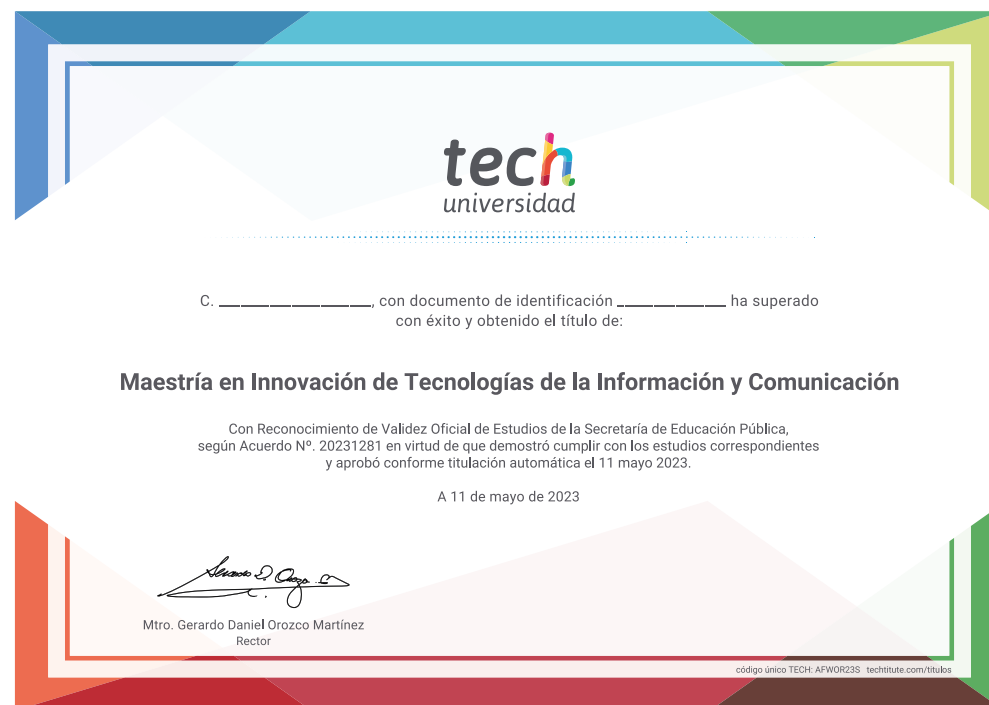 tech
universidad
C. __________________, con documento de identificación _____________ ha superado
con éxito y obtenido el título de:
Maestría en Innovación de Tecnologías de la Información y Comunicación
Con Reconocimiento de Validez Oficial de Estudios de la Secretaría de Educación Pública,
según Acuerdo Nº. 20231281 en virtud de que demostró cumplir con los estudios correspondientes
y aprobó conforme titulación automática el 11 mayo 2023.
A 11 de mayo de 2023
Mtro. Gerardo Daniel Orozco Martínez
Rector
código único TECH: AFWOR23S techtitute.com/titulos